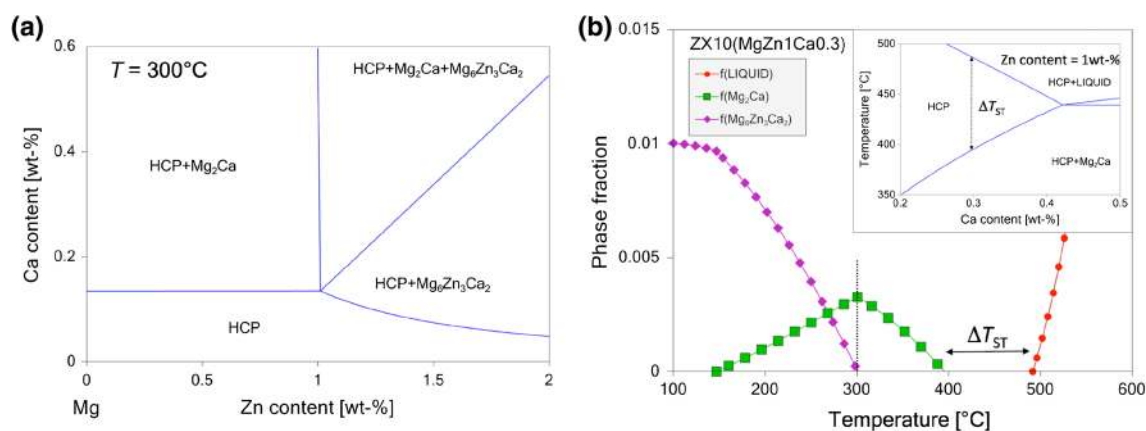 (a)
T = 300°C
HCP+Mg₂Ca+Mg₆Zn₃Ca₂
HCP+Mg₂Ca
HCP+Mg₆Zn₃Ca₂
HCP
Ca content [wt-%]
0.6
0.4
0.2
0
0
0.5
1
1.5
2
Mg
Zn content [wt-%]
(b)
ZX10(MgZn1Ca0.3)
f(LIQUID)
f(Mg₂Ca)
f(Mg₆Zn₃Ca₂)
Phase fraction
0.015
0.01
0.005
0
100
200
300
400
500
600
Temperature [°C]
ΔT_ST
Zn content = 1wt-%
HCP+LIQUID
HCP
ΔT_ST
HCP+Mg₂Ca
Temperature [°C]
500
450
400
350
0.2
0.3
0.4
0.5
Ca content [wt-%]